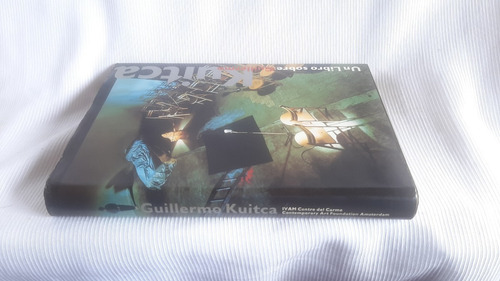 Un Libro sobre
Kuitca
Guillermo Kuitca
IVAM Centre del Carme
Contemporary Art Foundation Amsterdam